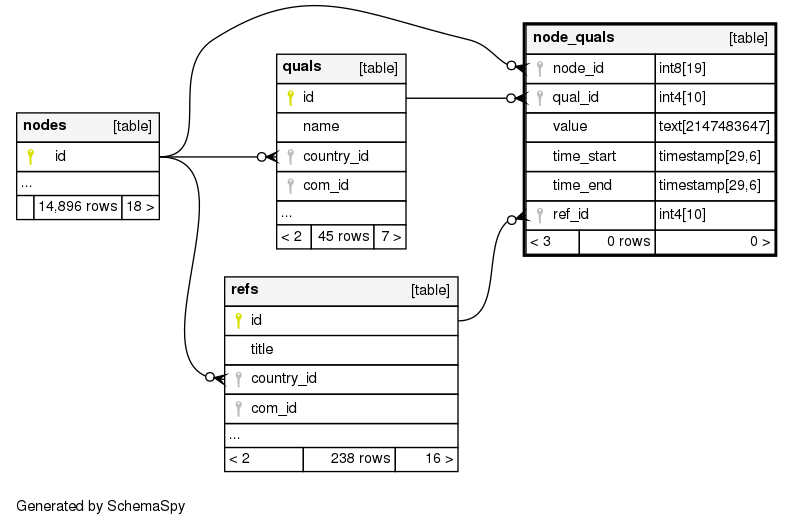 node_quals [table]
node_id int8[19]
qual_id int4[10]
value text[2147483647]
time_start timestamp[29,6]
time_end timestamp[29,6]
ref_id int4[10]
< 3 0 rows 0 >
quals [table]
id
name
country_id
com_id
...
< 2 45 rows 7 >
nodes [table]
id
...
14,896 rows 18 >
refs [table]
id
title
country_id
com_id
...
< 2 238 rows 16 >
Generated by SchemaSpy